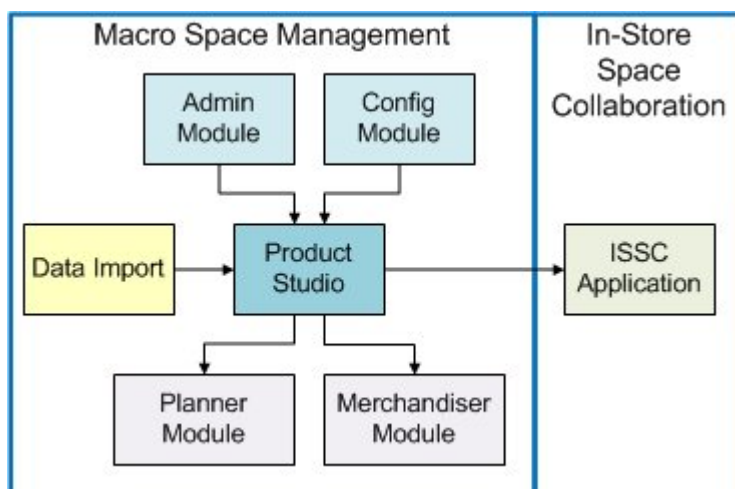 Macro Space Management
In-Store
Space
Collaboration
Admin
Module
Config
Module
Data Import
Product
Studio
ISSC
Application
Planner
Module
Merchandiser
Module